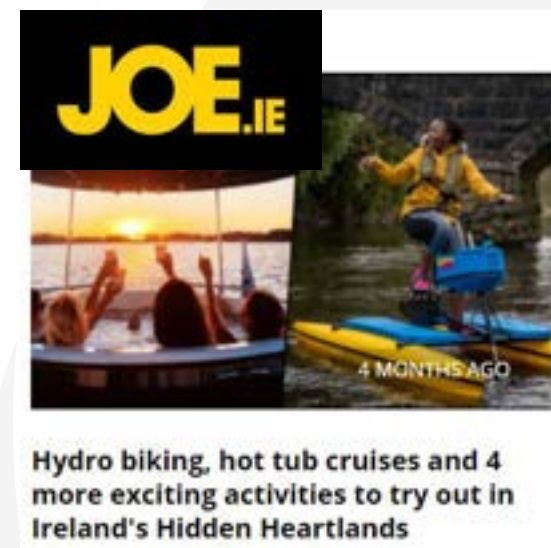 JOE.IE
4 MONTHS AGO
Hydro biking, hot tub cruises and 4
more exciting activities to try out in
Ireland's Hidden Heartlands